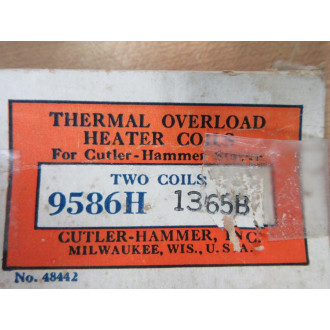 THERMAL OVERLOAD
HEATER COILS
For Cutler-Hammer
TWO COILS
9586H 1365B
CUTLER-HAMMER, INC.
MILWAUKEE, WIS., U.S.A.
No. 48442